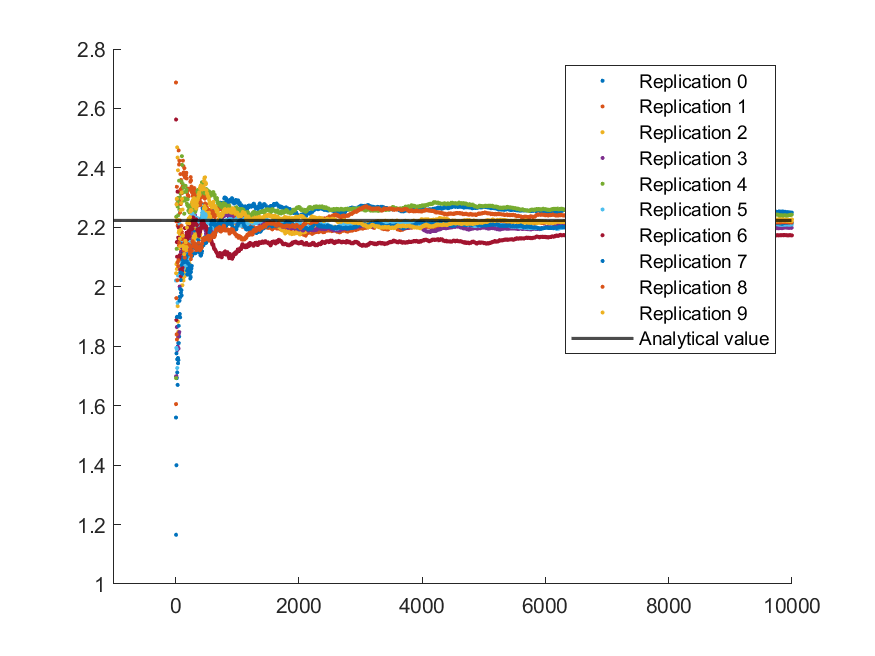 2.8
2.6
2.4
2.2
2
1.8
1.6
1.4
1.2
1
0
2000
4000
6000
8000
10000
Replication 0
Replication 1
Replication 2
Replication 3
Replication 4
Replication 5
Replication 6
Replication 7
Replication 8
Replication 9
Analytical value